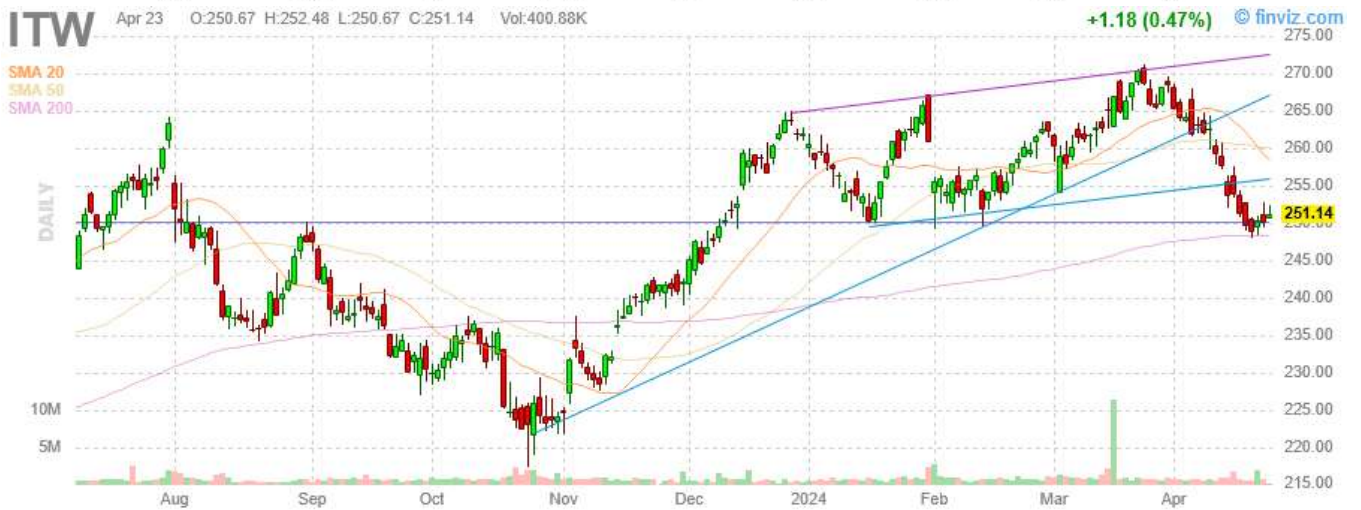 ITW Apr 23 O:250.67 H:252.48 L:250.67 C:251.14 Vol:400.88K +1.18 (0.47%) © finviz.com
275.00
SMA 20
270.00
SMA 50
SMA 200
265.00
260.00
255.00
DAILY
251.14
250.00
245.00
240.00
235.00
230.00
10M
225.00
5M
220.00
215.00
Aug Sep Oct Nov Dec 2024 Feb Mar Apr